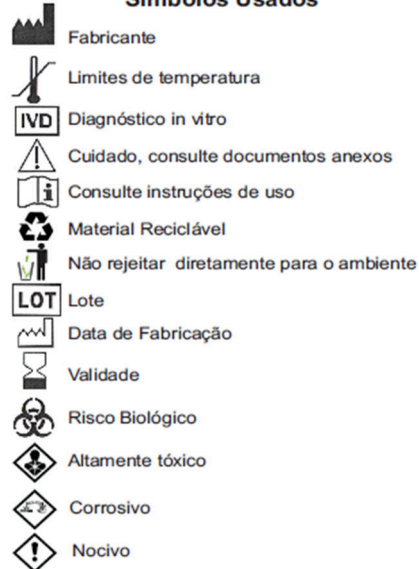 Símbolos Usados
Fabricante
Limites de temperatura
IVD Diagnóstico in vitro
Cuidado, consulte documentos anexos
i Consulte instruções de uso
Material Reciclável
Não rejeitar diretamente para o ambiente
LOT Lote
Data de Fabricação
Validade
Risco Biológico
Altamente tóxico
Corrosivo
Nocivo